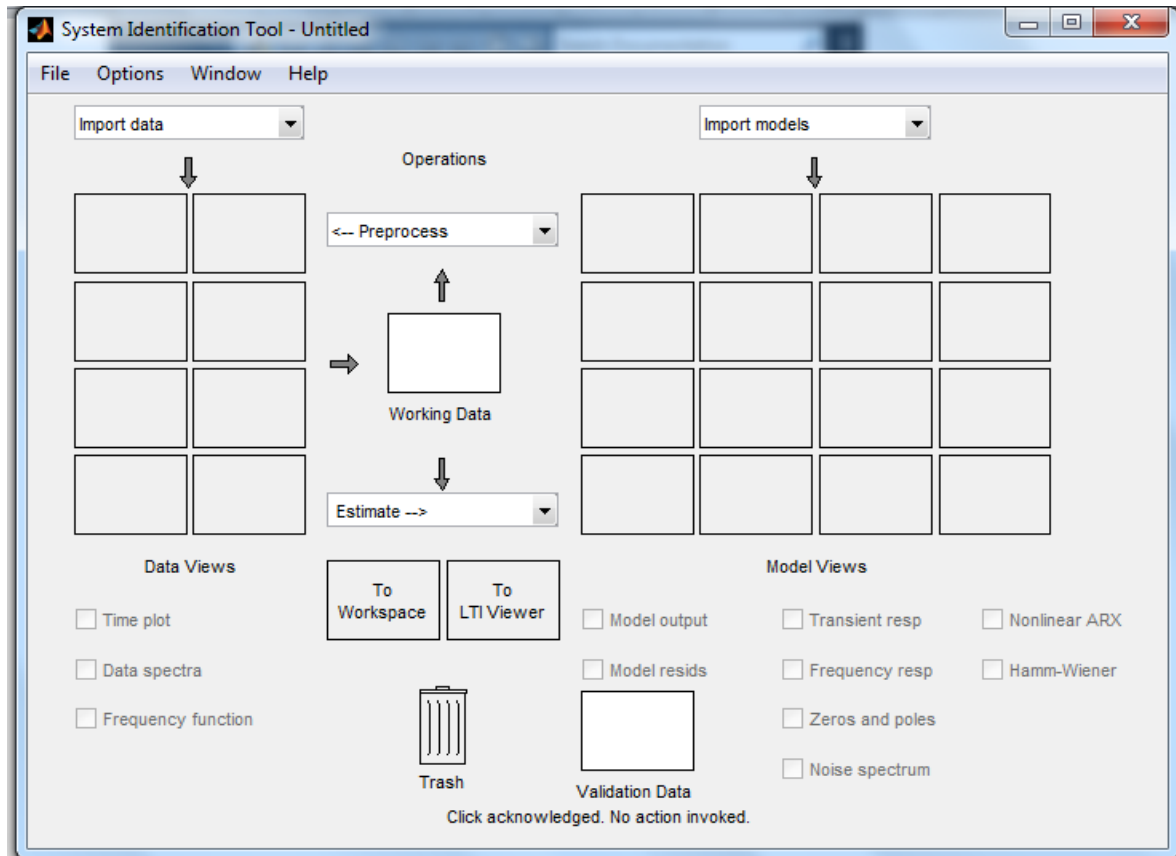 System Identification Tool - Untitled
File Options Window Help
Import data
Import models
Operations
<-- Preprocess
Working Data
Estimate -->
Data Views
Model Views
To
Workspace
To
LTI Viewer
Time plot
Data spectra
Frequency function
Model output
Transient resp
Nonlinear ARX
Model resids
Frequency resp
Hamm-Wiener
Zeros and poles
Noise spectrum
Trash
Validation Data
Click acknowledged. No action invoked.